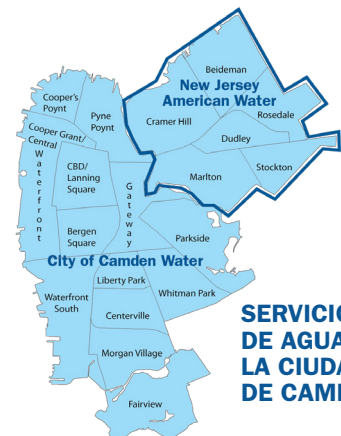 Beideman
New Jersey
American Water
Cooper's
Poynt
Pyne
Poynt
Rosedale
Cramer Hill
Cooper Grant/
Central
Waterfront
Dudley
CBD/
Lanning
Square
Gateway
Marlton
Stockton
Bergen
Square
Parkside
City of Camden Water
Liberty Park
Waterfront
South
Whitman Park
Centerville
Morgan Village
Fairview
SERVICIO
DE AGUA
LA CIUDA
DE CAM